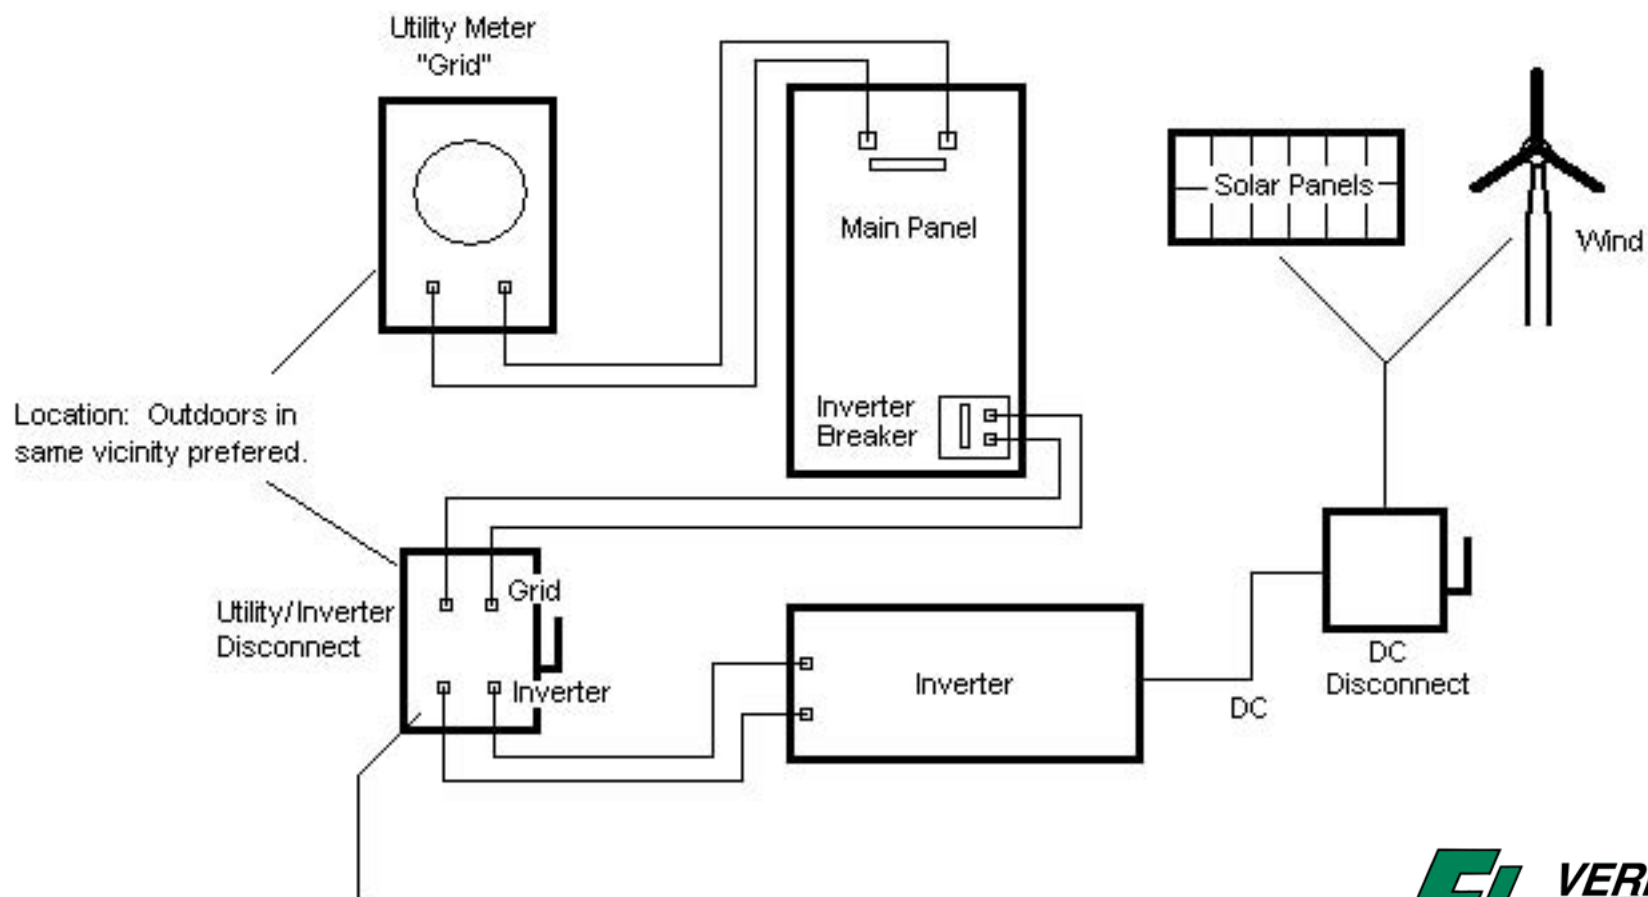 Utility Meter
"Grid"
Main Panel
Solar Panels
Wind
Inverter
Breaker
Location: Outdoors in
same vicinity prefered.
Grid
Utility/Inverter
Disconnect
Inverter
Inverter
DC
DC
Disconnect